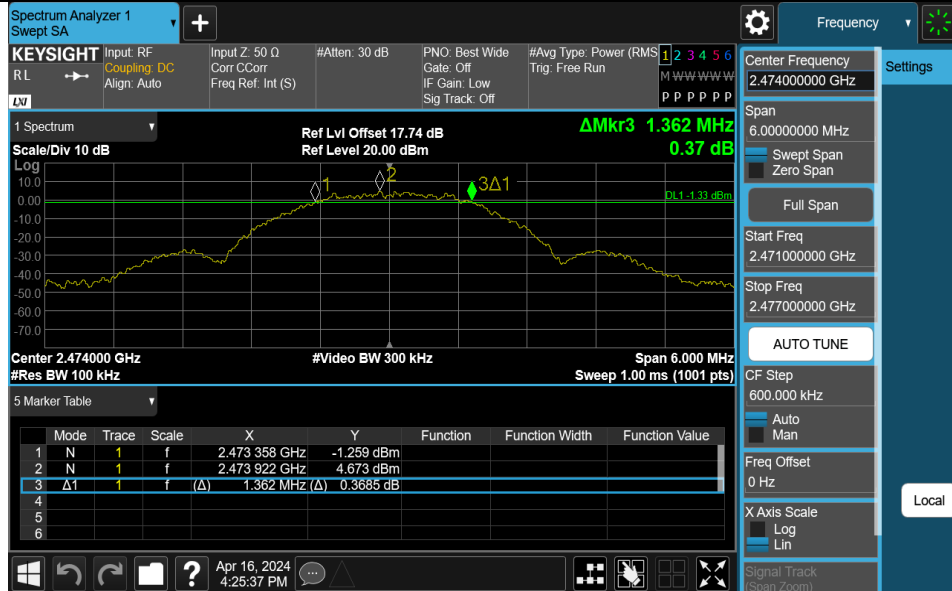 Spectrum Analyzer 1
Swept SA
+
Frequency
KEYSIGHT
RL
LXI
Input: RF
Coupling: DC
Align: Auto
Input Z: 50 Ω
Corr CCorr
Freq Ref: Int (S)
#Atten: 30 dB
PNO: Best Wide
Gate: Off
IF Gain: Low
Sig Track: Off
#Avg Type: Power (RMS
Trig: Free Run
1 2 3 4 5 6
M W W W W W
P P P P P P
Center Frequency
2.474000000 GHz
Settings
Span
6.00000000 MHz
Swept Span
Zero Span
Full Span
Start Freq
2.471000000 GHz
Stop Freq
2.477000000 GHz
AUTO TUNE
CF Step
600.000 kHz
Auto
Man
Freq Offset
0 Hz
X Axis Scale
Log
Lin
Signal Track
(Span Zoom)
Local
1 Spectrum
Scale/Div 10 dB
Ref Lvl Offset 17.74 dB
Ref Level 20.00 dBm
ΔMkr3 1.362 MHz
0.37 dB
Log
10.0
0.00
-10.0
-20.0
-30.0
-40.0
-50.0
-60.0
-70.0
1
2
3Δ1
DL1 -1.33 dBm
Center 2.474000 GHz
#Video BW 300 kHz
Span 6.000 MHz
#Res BW 100 kHz
Sweep 1.00 ms (1001 pts)
5 Marker Table
Mode Trace Scale X Y Function Function Width Function Value
1 N 1 f 2.473 358 GHz -1.259 dBm
2 N 1 f 2.473 922 GHz 4.673 dBm
3 Δ1 1 f (Δ) 1.362 MHz (Δ) 0.3685 dB
4
5
6
?
Apr 16, 2024
4:25:37 PM